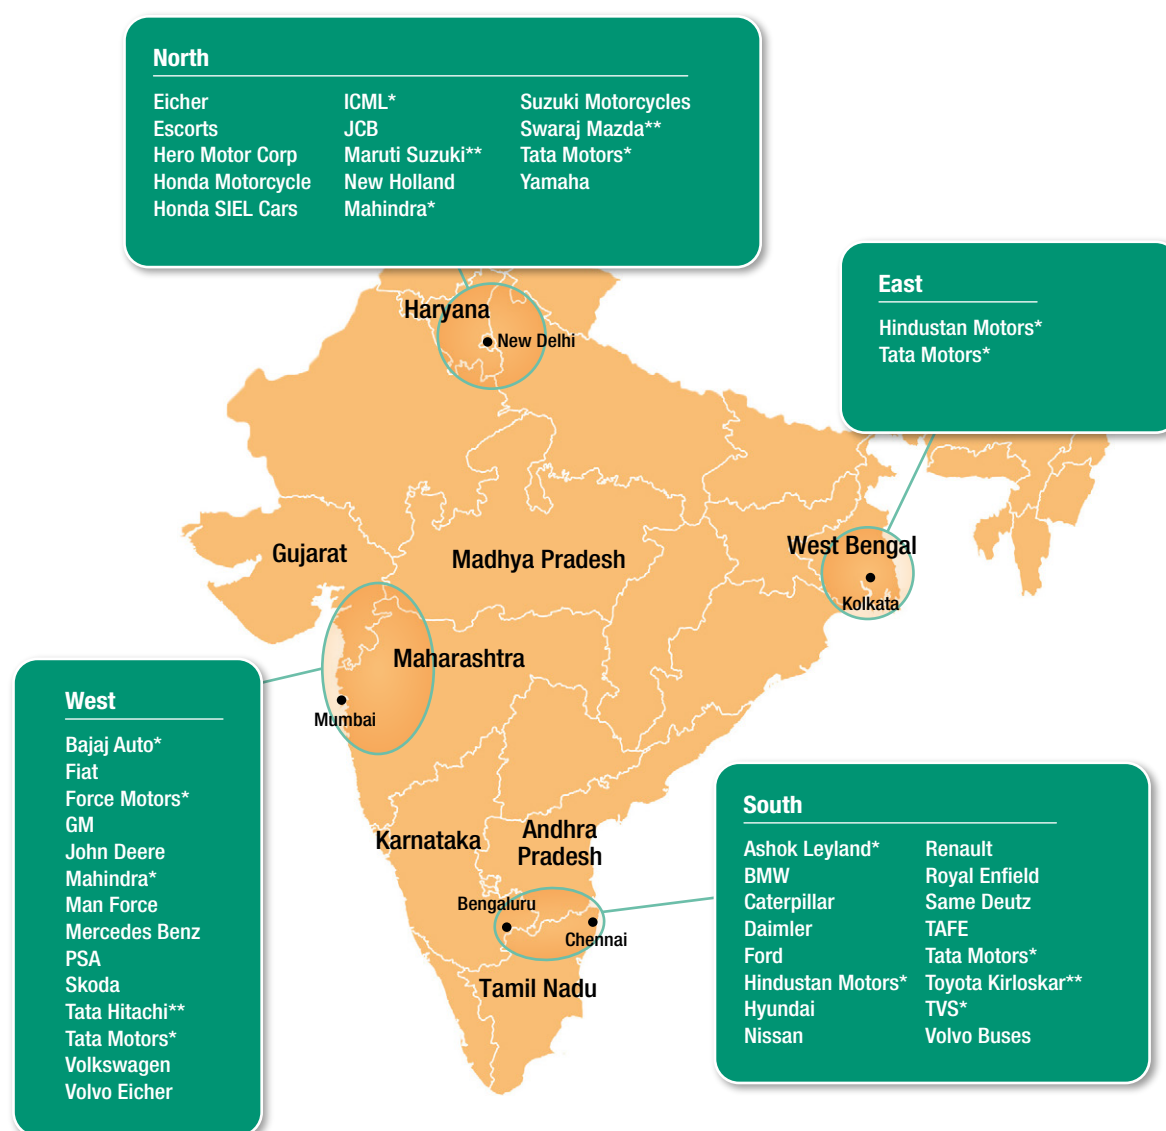 North
Eicher
Escorts
Hero Motor Corp
Honda Motorcycle
Honda SIEL Cars
ICML*
JCB
Maruti Suzuki**
New Holland
Mahindra*
Suzuki Motorcycles
Swaraj Mazda**
Tata Motors*
Yamaha
East
Hindustan Motors*
Tata Motors*
Haryana
New Delhi
Gujarat
Madhya Pradesh
West Bengal
Kolkata
Maharashtra
Mumbai
West
Bajaj Auto*
Fiat
Force Motors*
GM
John Deere
Mahindra*
Man Force
Mercedes Benz
PSA
Skoda
Tata Hitachi**
Tata Motors*
Volkswagen
Volvo Eicher
Karnataka
Andhra
Pradesh
Bengaluru
Chennai
Tamil Nadu
South
Ashok Leyland*
BMW
Caterpillar
Daimler
Ford
Hindustan Motors*
Hyundai
Nissan
Renault
Royal Enfield
Same Deutz
TAFE
Tata Motors*
Toyota Kirloskar**
TVS*
Volvo Buses